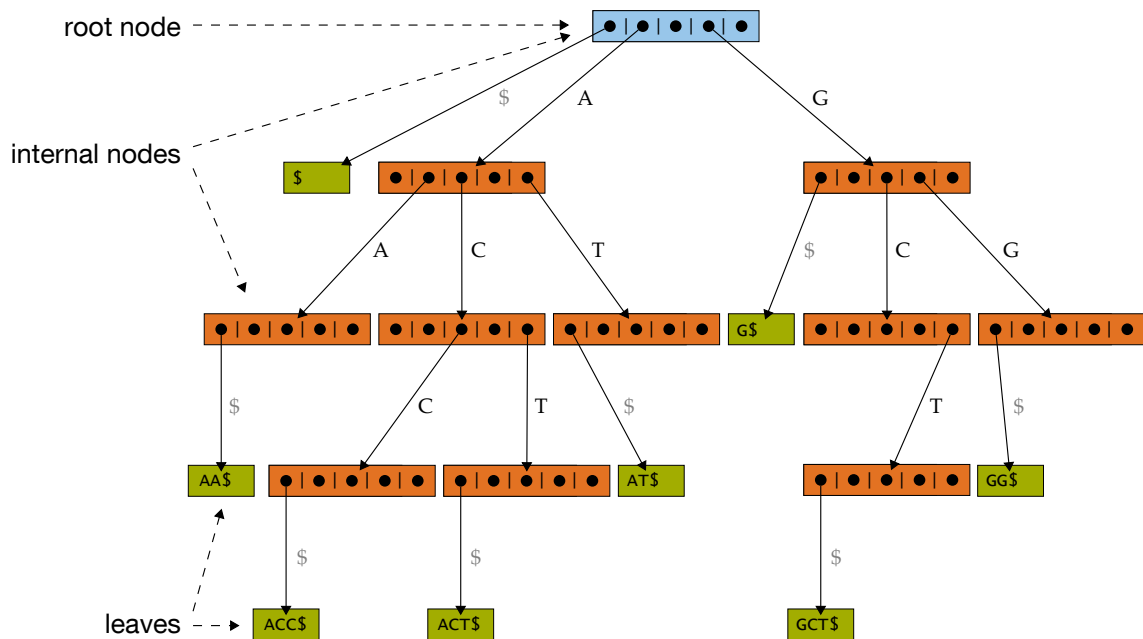 root node
$
A
G
internal nodes
$
A
C
T
$
C
G
G$
$
C
T
$
T
$
AA$
AT$
GG$
$
$
$
leaves
ACC$
ACT$
GCT$